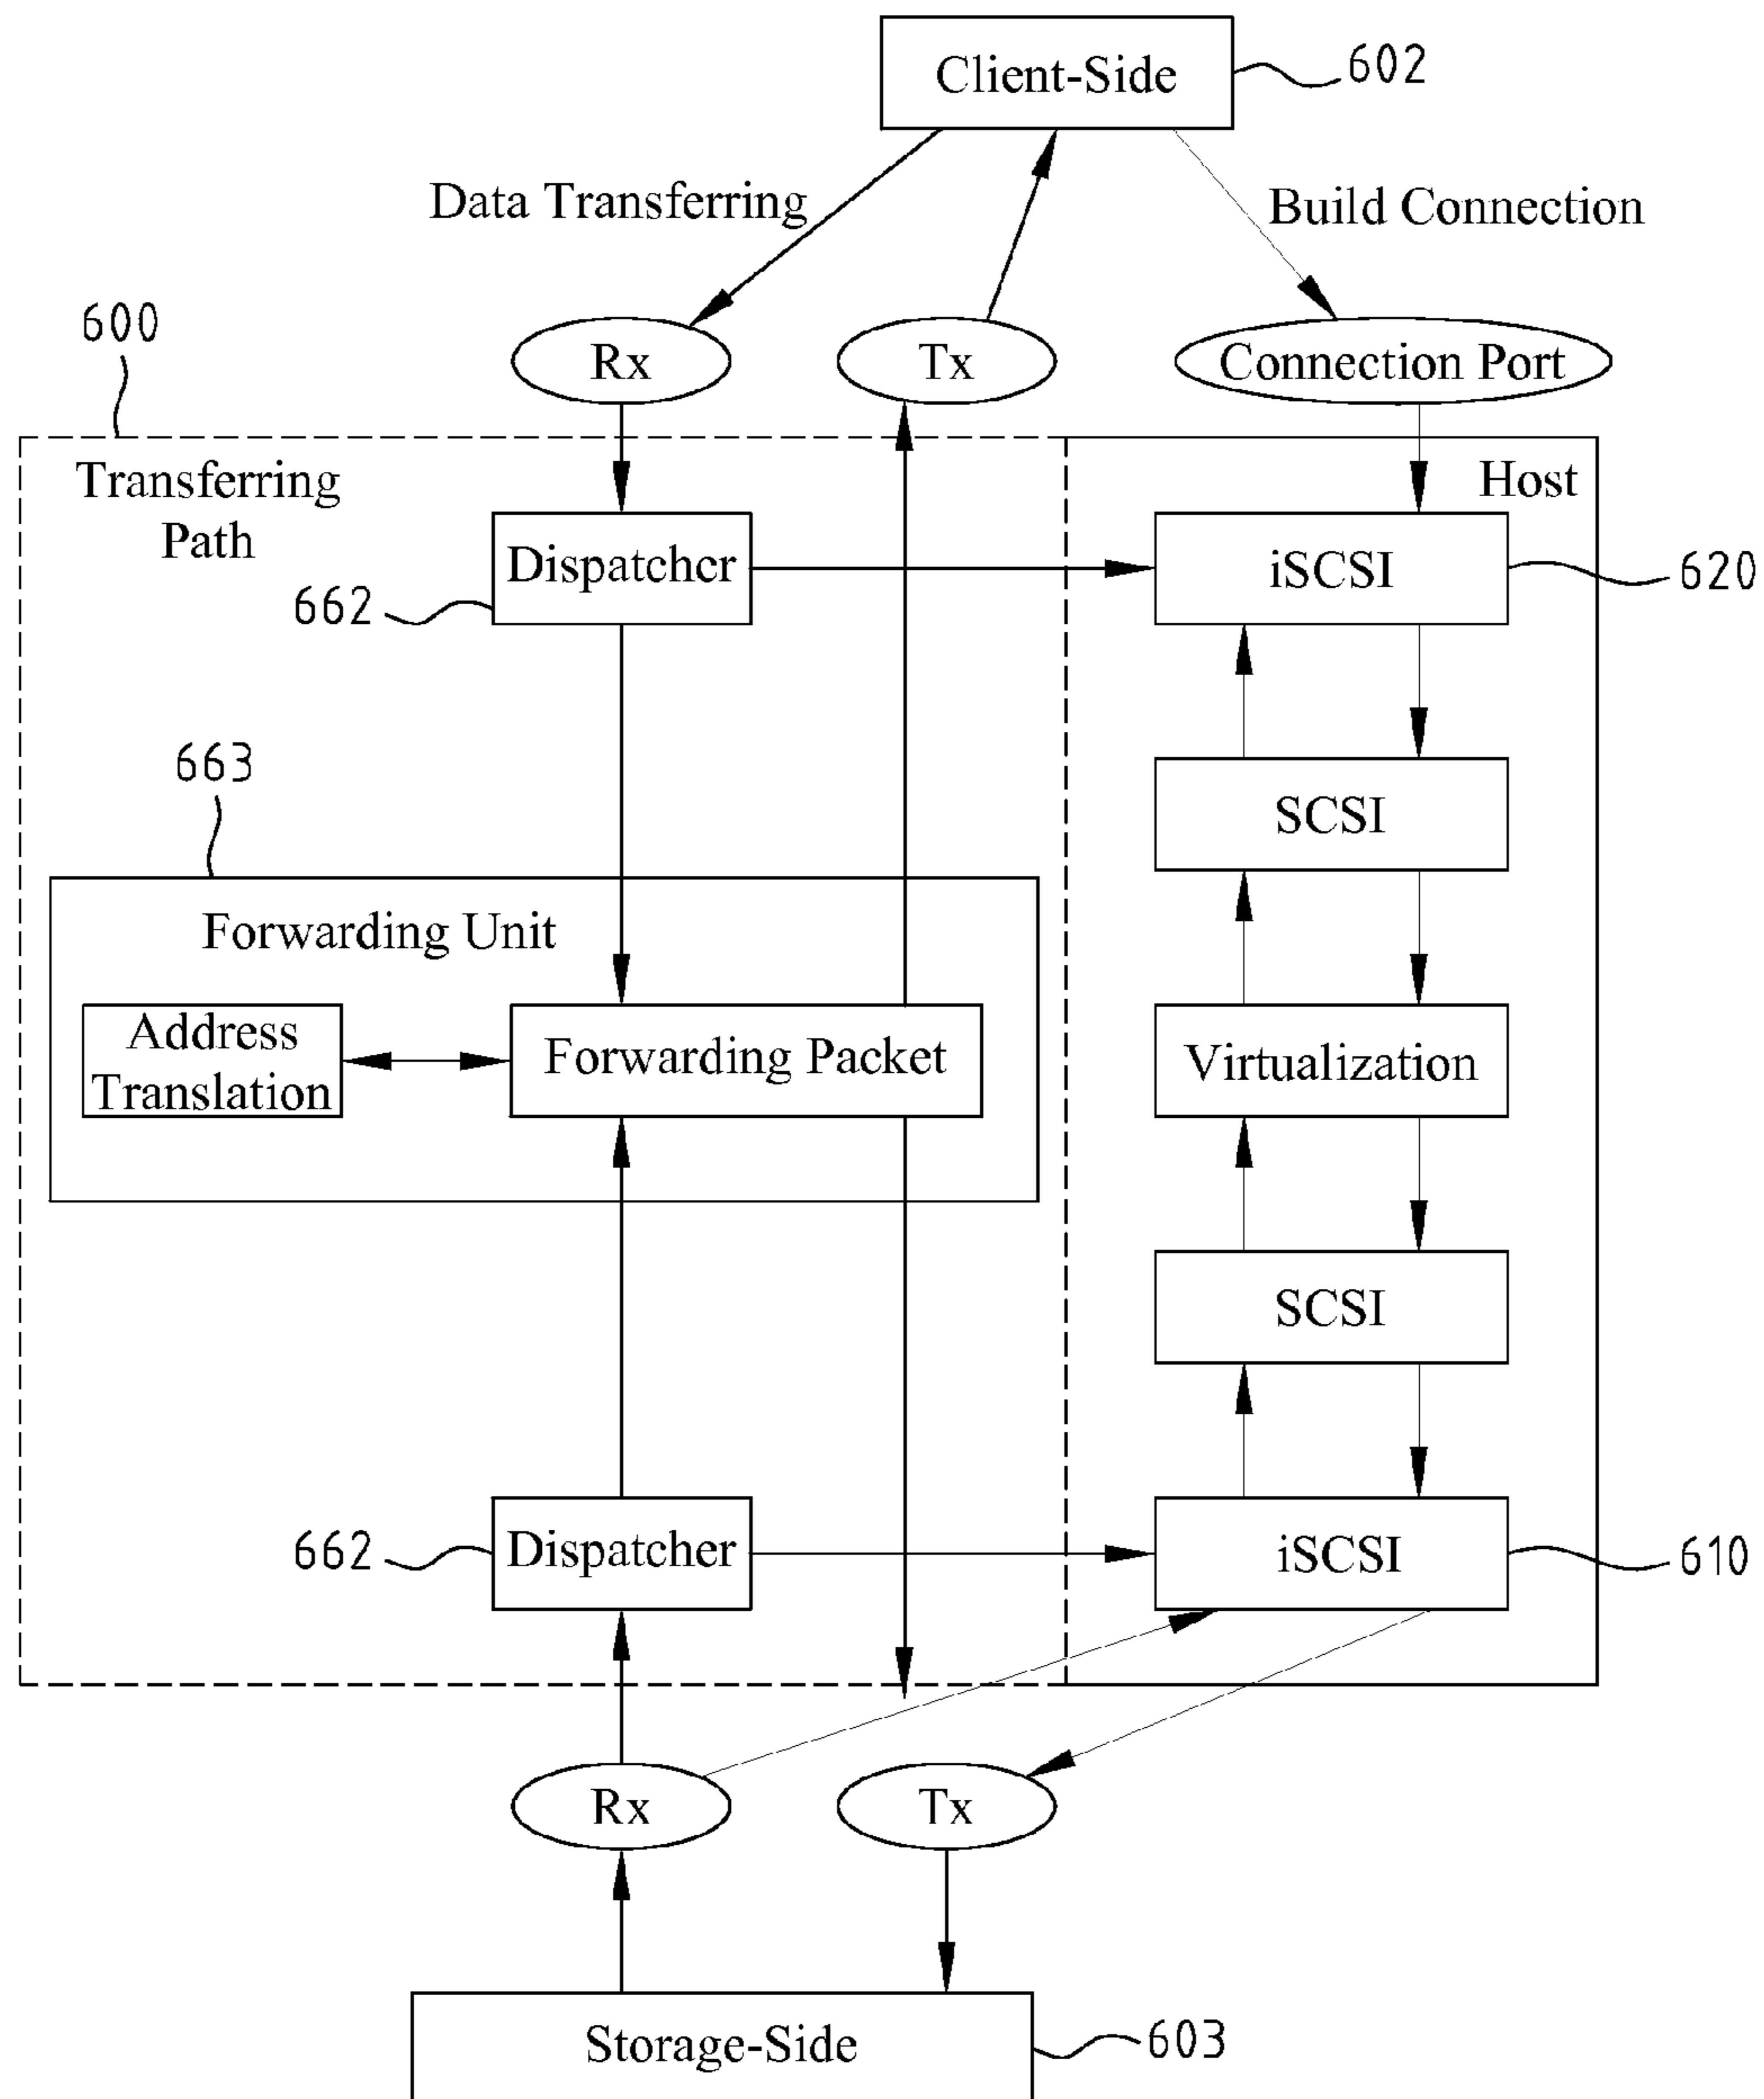 Client-Side
602
Data Transferring
Build Connection
600
Rx
Tx
Connection Port
Transferring
Path
Host
Dispatcher
iSCSI
662
620
663
SCSI
Forwarding Unit
Address
Translation
Forwarding Packet
Virtualization
SCSI
662
Dispatcher
iSCSI
610
Rx
Tx
Storage-Side
603